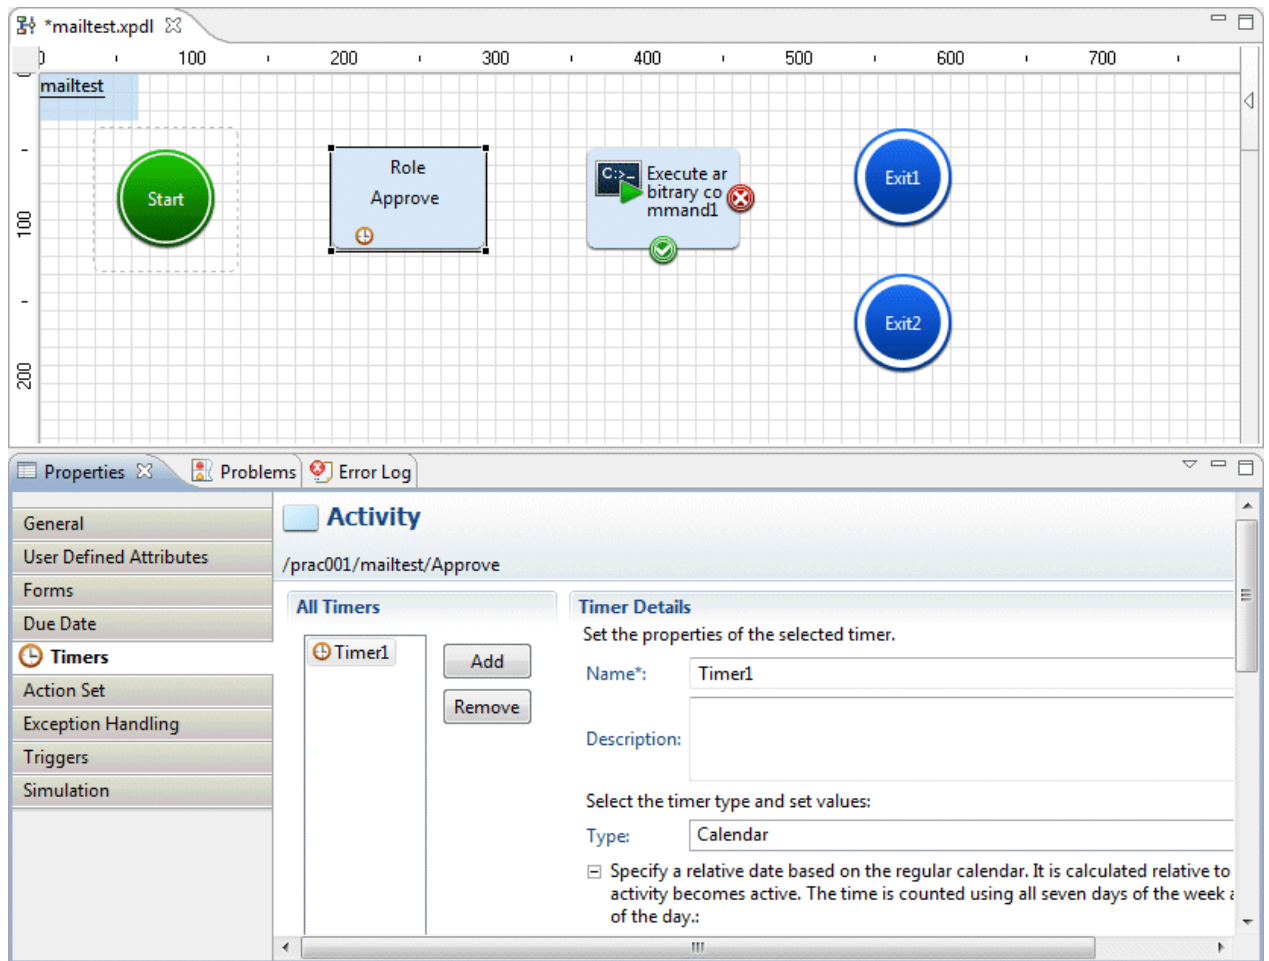 *mailtest.xpdl
0 100 200 300 400 500 600 700
0
mailtest
Start
Role
Approve
C:>_
Execute ar
bitrary co
mmand1
Exit1
100
Exit2
200
Properties Problems Error Log
General
User Defined Attributes
Forms
Due Date
Timers
Action Set
Exception Handling
Triggers
Simulation
Activity
/prac001/mailtest/Approve
All Timers
Timer1
Add
Remove
Timer Details
Set the properties of the selected timer.
Name*: Timer1
Description:
Select the timer type and set values:
Type: Calendar
Specify a relative date based on the regular calendar. It is calculated relative to
activity becomes active. The time is counted using all seven days of the week a
of the day.: